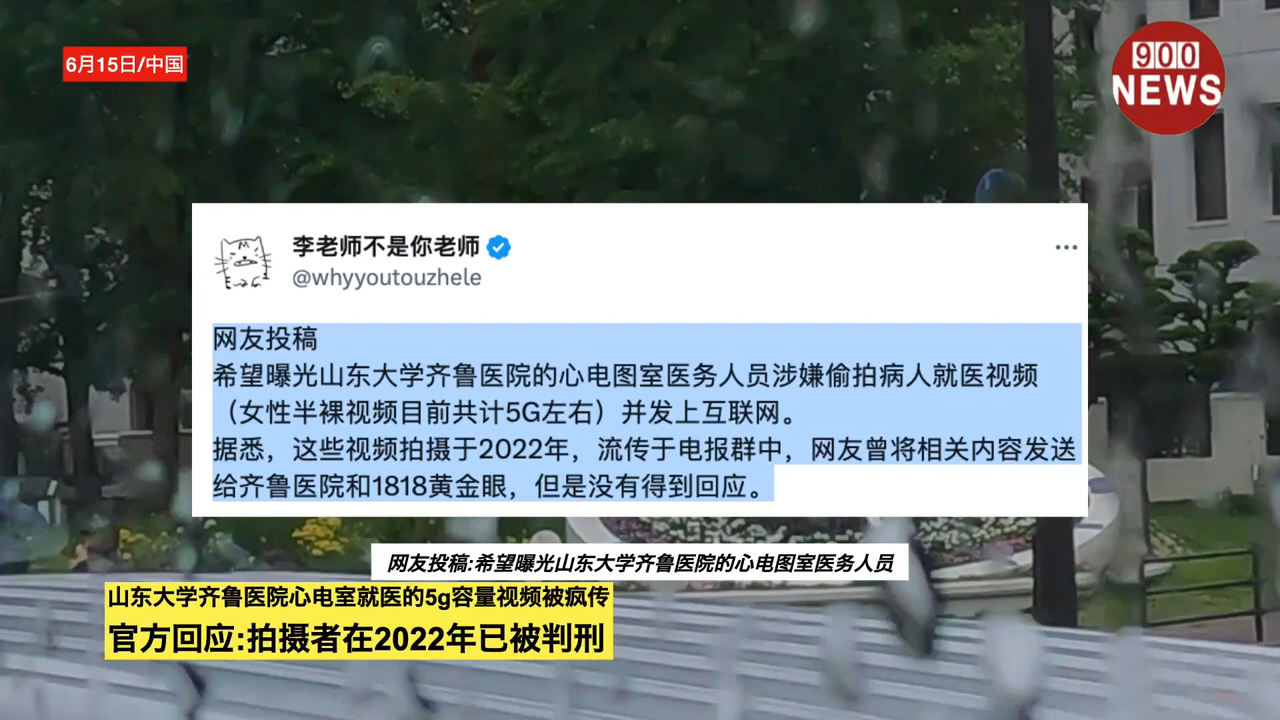 6月15日/中国
900
NEWS
李老师不是你老师
@whyyoutouzhele
网友投稿
希望曝光山东大学齐鲁医院的心电图室医务人员涉嫌偷拍病人就医视频
（女性半裸视频目前共计5G左右）并发上互联网。
据悉，这些视频拍摄于2022年，流传于电报群中，网友曾将相关内容发送
给齐鲁医院和1818黄金眼，但是没有得到回应。
网友投稿:希望曝光山东大学齐鲁医院的心电图室医务人员
山东大学齐鲁医院心电室就医的5g容量视频被疯传
官方回应:拍摄者在2022年已被判刑